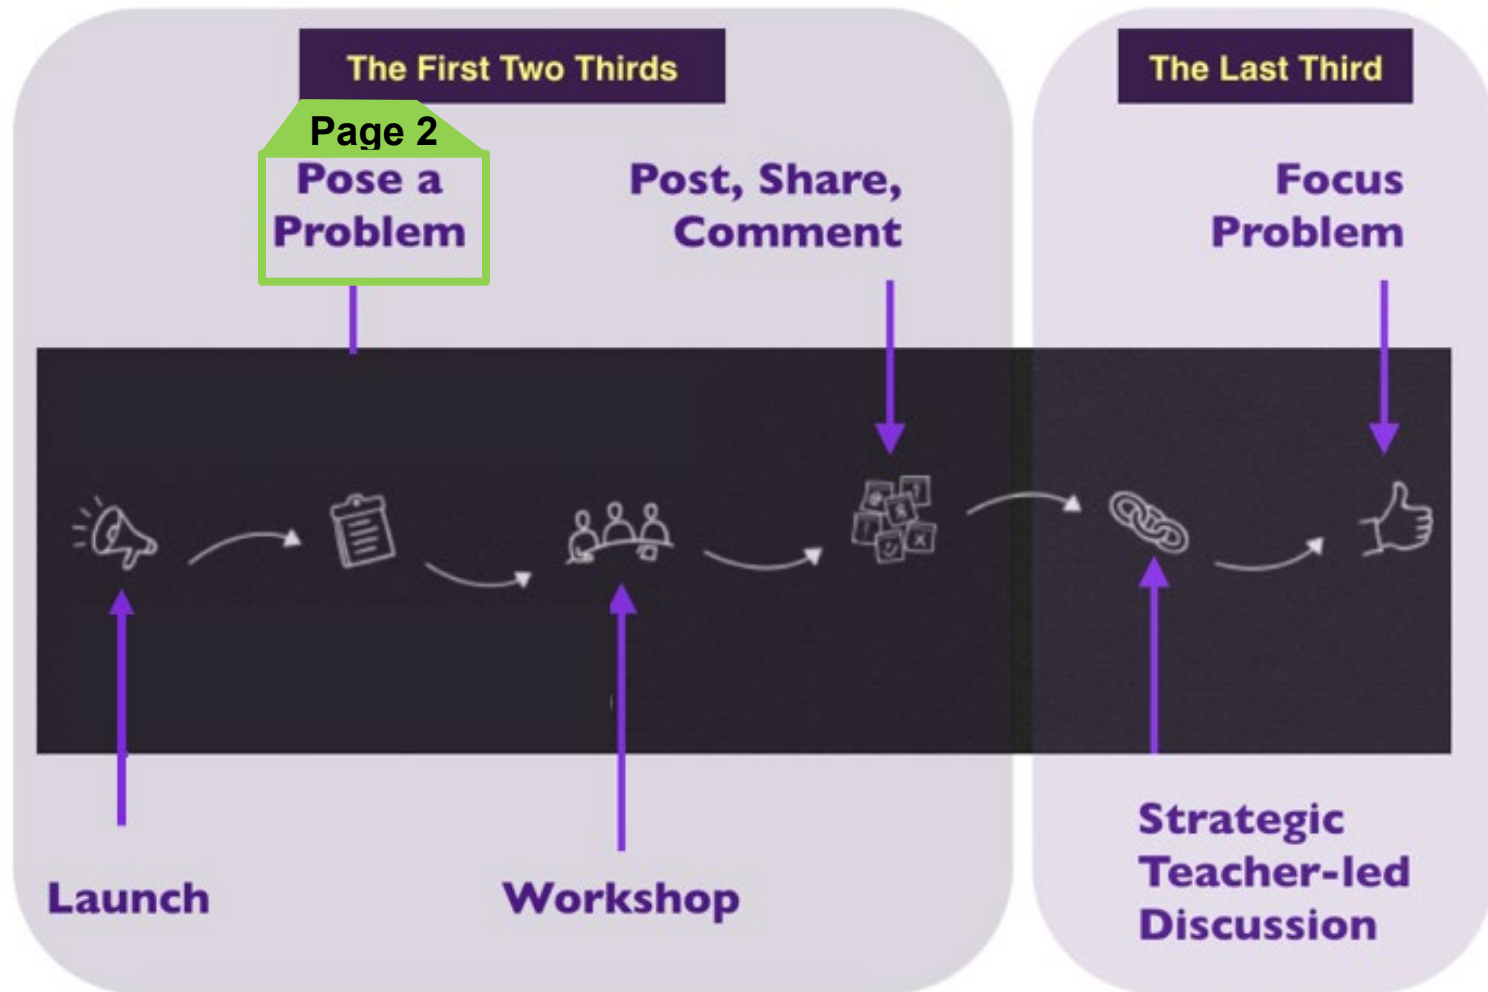 The First Two Thirds
The Last Third
Page 2
Pose a
Problem
Post, Share,
Comment
Focus
Problem
Launch
Workshop
Strategic
Teacher-led
Discussion